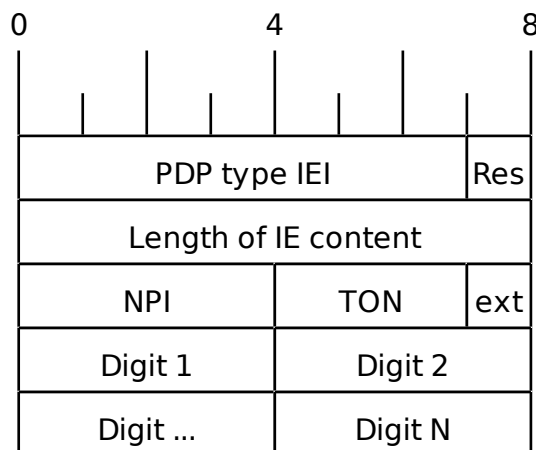 0 4 8
PDP type IEI Res
Length of IE content
NPI TON ext
Digit 1 Digit 2
Digit ... Digit N